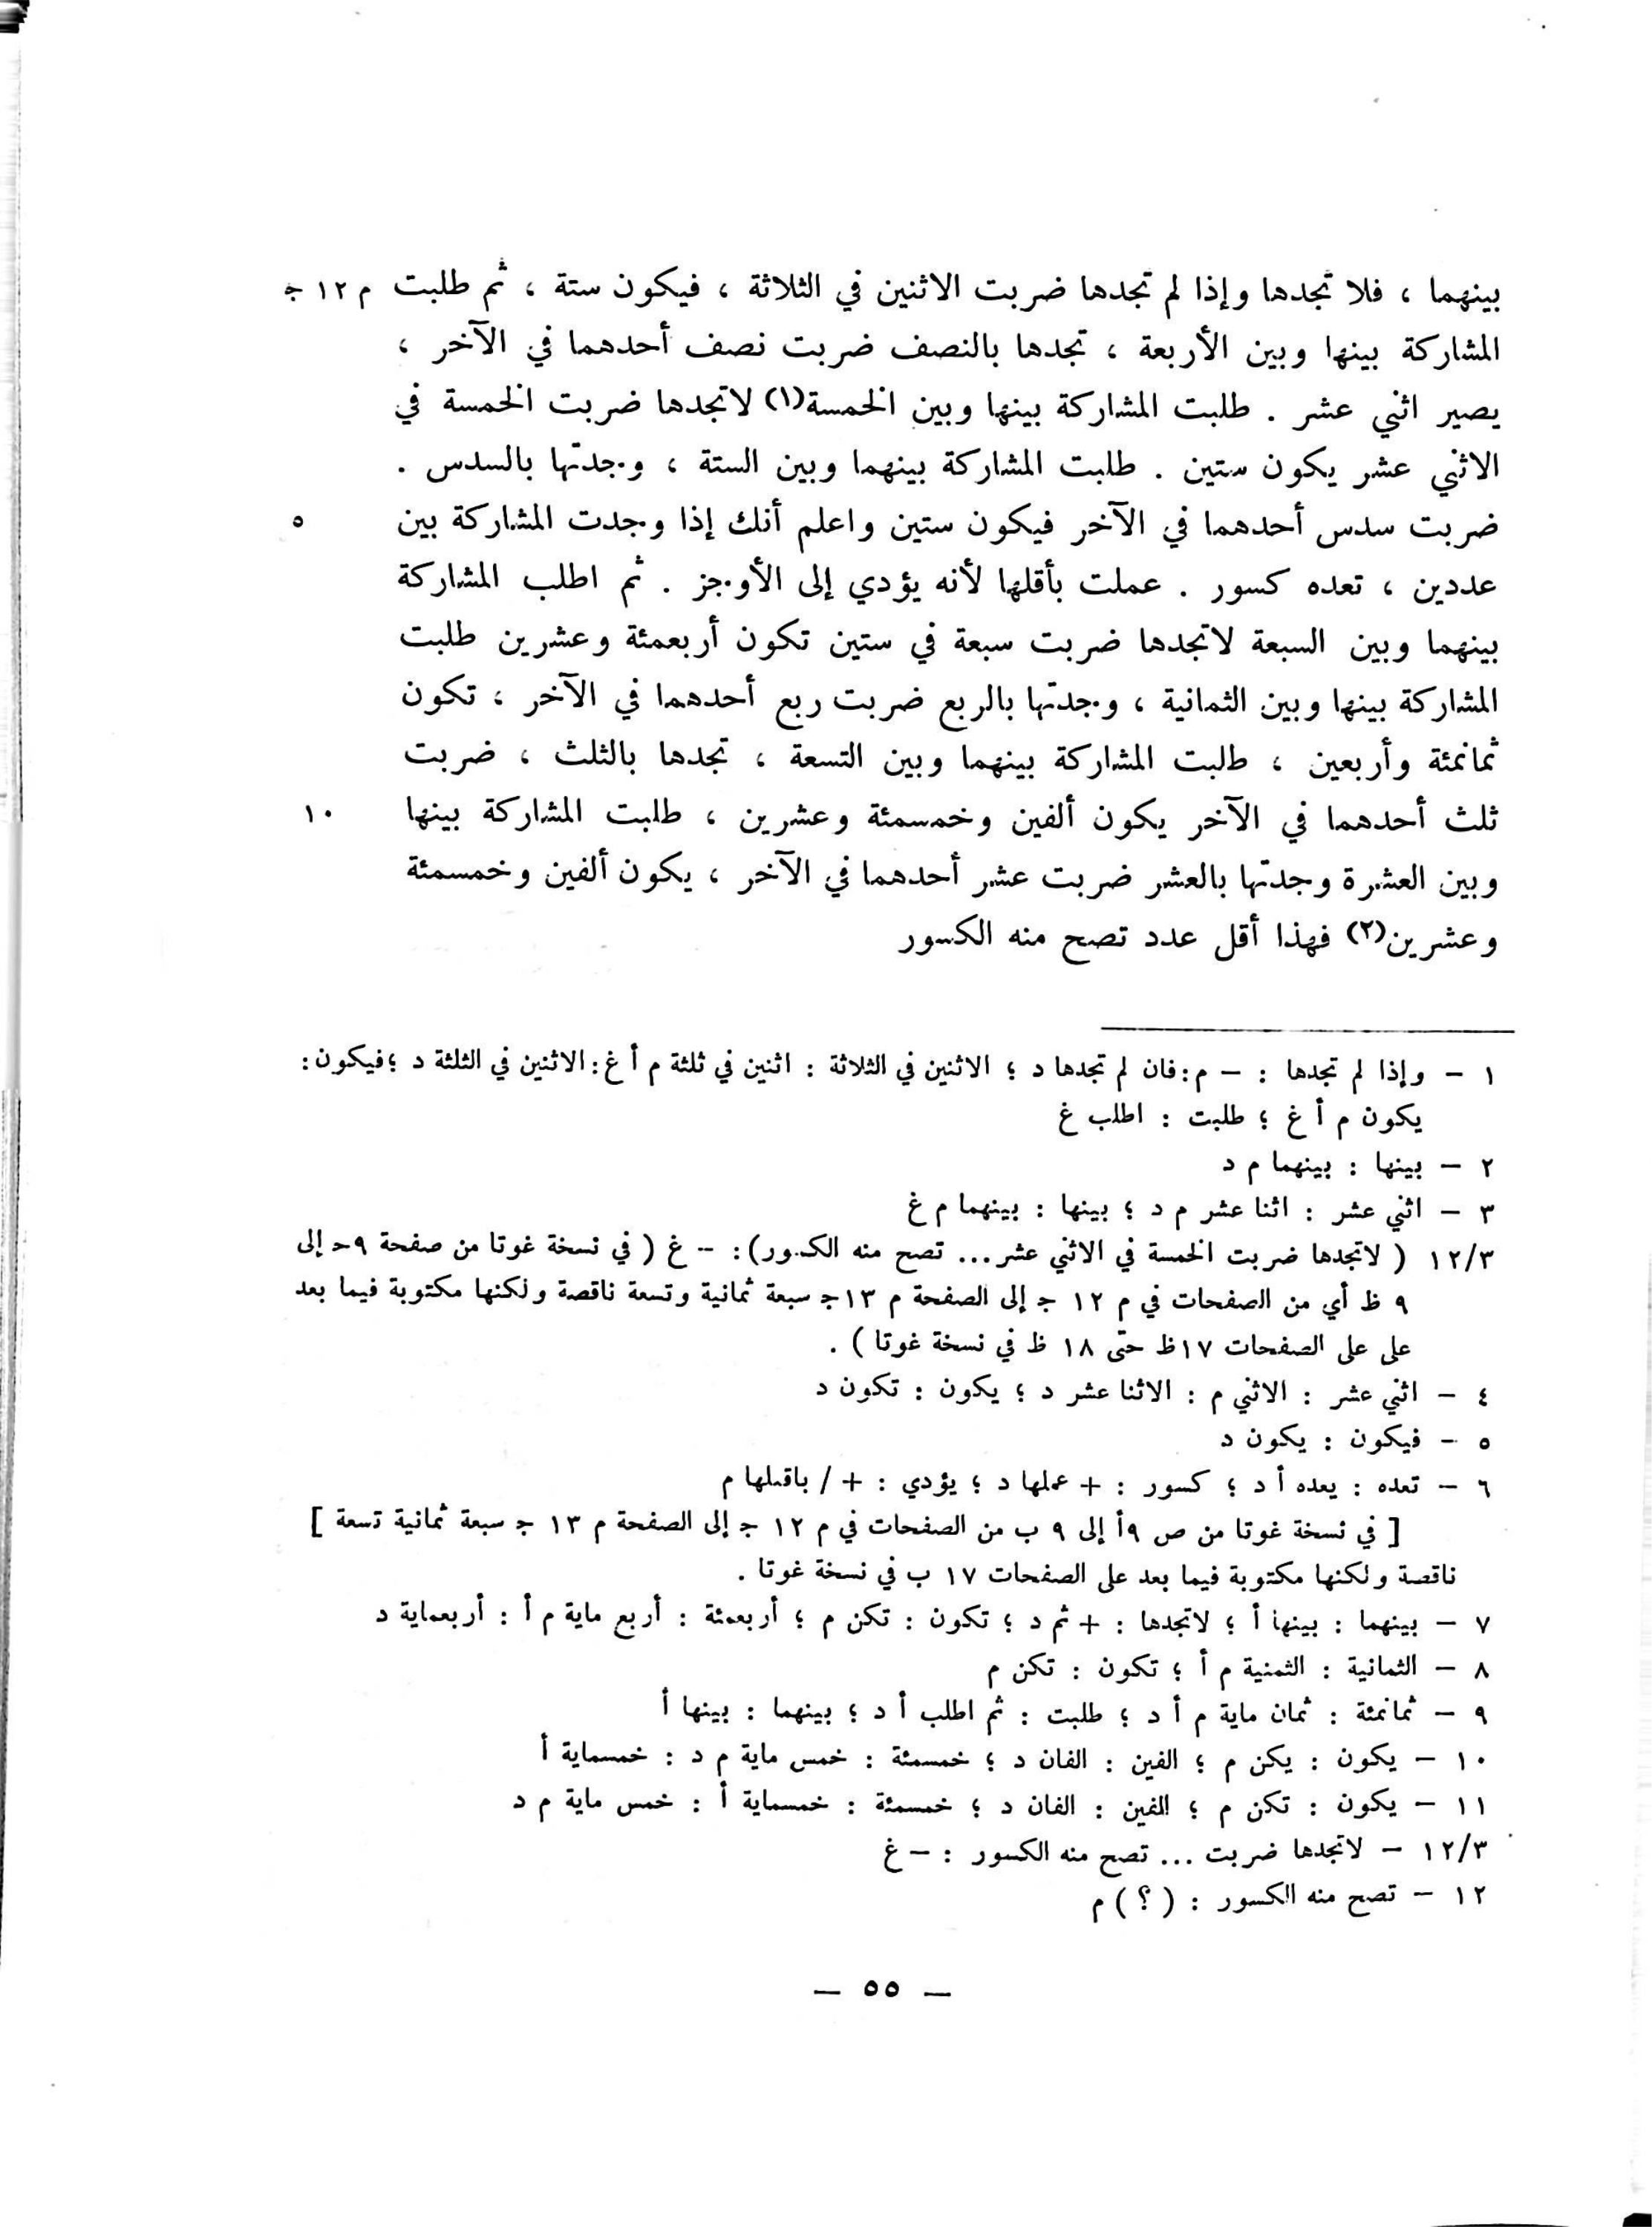 بينهما ، فلا تجدها وإذا لم تجدها ضربت الاثنين في الثلاثة ، فيكون ستة ، ثم طلبت م ١٢ جـ
المشاركة بينها وبين الأربعة ، تجدها بالنصف ضربت نصف أحدهما في الآخر ،
يصير اثني عشر . طلبت المشاركة بينها وبين الخمسة(١) لاتجدها ضربت الخمسة في
الاثني عشر يكون ستين . طلبت المشاركة بينهما وبين الستة ، وجدتها بالسدس .
ضربت سدس أحدهما في الآخر فيكون ستين واعلم أنك إذا وجدت المشاركة بين ٥
عددين ، تعده كسور . عملت بأقلها لأنه يؤدي إلى الأوجز . ثم اطلب المشاركة
بينهما وبين السبعة لاتجدها ضربت سبعة في ستين تكون أربعمئة وعشرين طلبت
المشاركة بينها وبين الثمانية ، وجدتها بالربع ضربت ربع أحدهما في الآخر ، تكون
ثمانمئة وأربعين ، طلبت المشاركة بينهما وبين التسعة ، تجدها بالثلث ، ضربت
ثلث أحدهما في الآخر يكون ألفين وخمسمئة وعشرين ، طلبت المشاركة بينها ١٠
وبين العشرة وجدتها بالعشر ضربت عشر أحدهما في الآخر ، يكون ألفين وخمسمئة
وعشرين(٢) فهذا أقل عدد تصح منه الكسور
١ – وإذا لم تجدها : – م : فان لم تجدها د ؛ الاثنين في الثلاثة : اثنين في ثلثة م أ غ : الاثنين في الثلثة د ؛ فيكون :
يكون م أ غ ؛ طلبت : اطلب غ
٢ – بينها : بينهما م د
٣ – اثني عشر : اثنا عشر م د ؛ بينها : بينهما م غ
١٢/٣ ( لاتجدها ضربت الخمسة في الاثني عشر ... تصح منه الكسور) : – غ ( في نسخة غوتا من صفحة ٩حـ إلى
٩ ظ أي من الصفحات في م ١٢ جـ إلى الصفحة م ١٣جـ سبعة ثمانية وتسعة ناقصة ولكنها مكتوبة فيما بعد
على على الصفحات ١٧ظ حتى ١٨ ظ في نسخة غوتا ) .
٤ – اثني عشر : الاثني م : الاثنا عشر د ؛ يكون : تكون د
٥ – فيكون : يكون د
٦ – تعده : يعده أ د ؛ كسور : + عملها د ؛ يؤدي : + / باقلها م
[ في نسخة غوتا من ص ٩أ إلى ٩ ب من الصفحات في م ١٢ جـ إلى الصفحة م ١٣ جـ سبعة ثمانية تسعة ]
ناقصة ولكنها مكتوبة فيما بعد على الصفحات ١٧ ب في نسخة غوتا .
٧ – بينهما : بينها أ ؛ لاتجدها : + ثم د ؛ تكون : تكن م ؛ أربعمئة : أربع ماية م أ : أربعماية د
٨ – الثمانية : الثمنية م أ ؛ تكون : تكن م
٩ – ثمانمئة : ثمان ماية م أ د ؛ طلبت : ثم اطلب أ د ؛ بينهما : بينها أ
١٠ – يكون : يكن م ؛ الفين : الفان د ؛ خمسمئة : خمس ماية م د : خمسماية أ
١١ – يكون : تكن م ؛ الفين : الفان د ؛ خمسمئة : خمسماية أ : خمس ماية م د
١٢/٣ – لاتجدها ضربت ... تصح منه الكسور : – غ
١٢ – تصح منه الكسور : ( ؟ ) م
— ٥٥ —